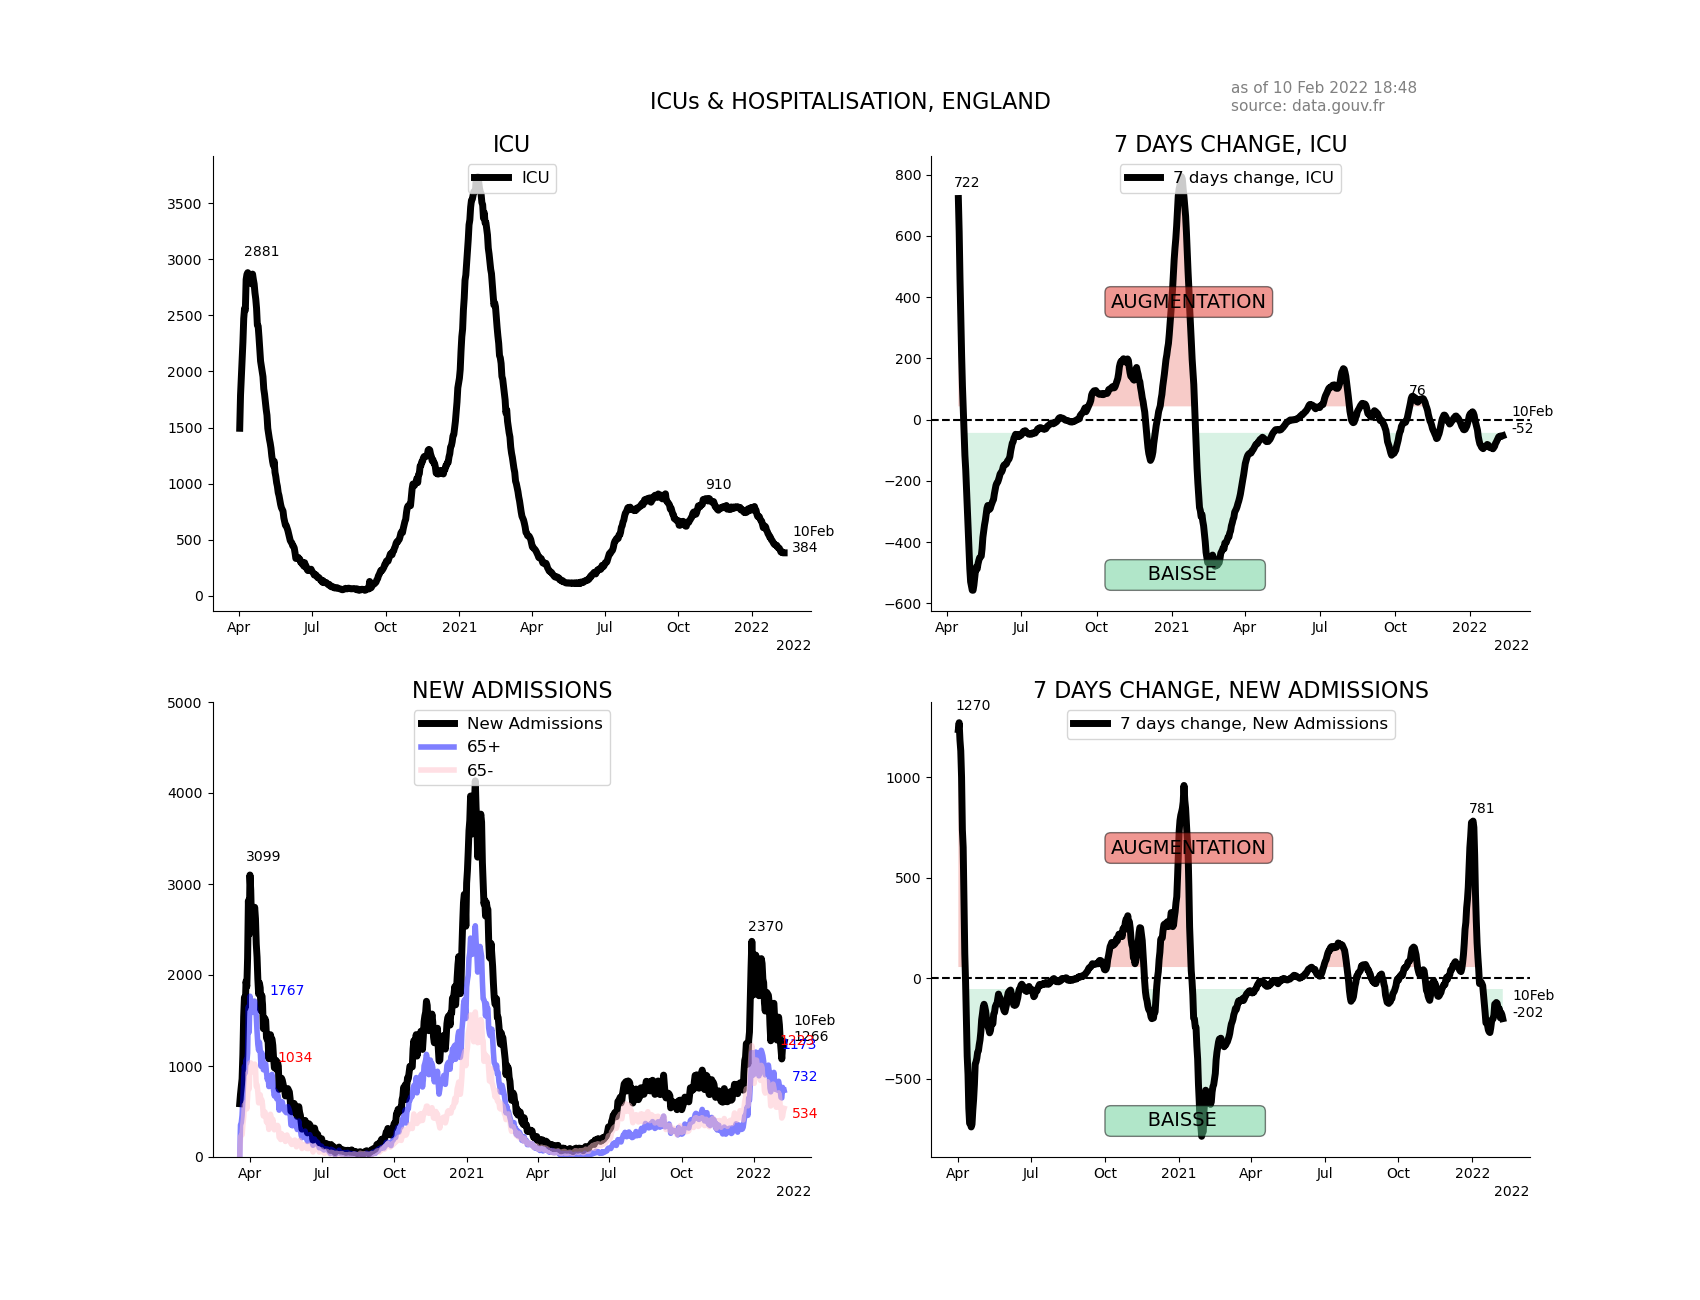 ICUs & HOSPITALISATION, ENGLAND
as of 10 Feb 2022 18:48
source: data.gouv.fr
ICU
ICU
3500
3000
2500
2000
1500
1000
500
0
2881
910
10Feb
384
Apr Jul Oct 2021 Apr Jul Oct 2022
2022
7 DAYS CHANGE, ICU
7 days change, ICU
800
600
400
200
0
−200
−400
−600
722
AUGMENTATION
76
10Feb
-52
BAISSE
Apr Jul Oct 2021 Apr Jul Oct 2022
2022
NEW ADMISSIONS
New Admissions
65+
65-
5000
4000
3000
2000
1000
0
3099
1767
1034
2370
10Feb
1266
1173
732
534
Apr Jul Oct 2021 Apr Jul Oct 2022
2022
7 DAYS CHANGE, NEW ADMISSIONS
7 days change, New Admissions
1000
500
0
−500
1270
AUGMENTATION
781
10Feb
-202
BAISSE
Apr Jul Oct 2021 Apr Jul Oct 2022
2022